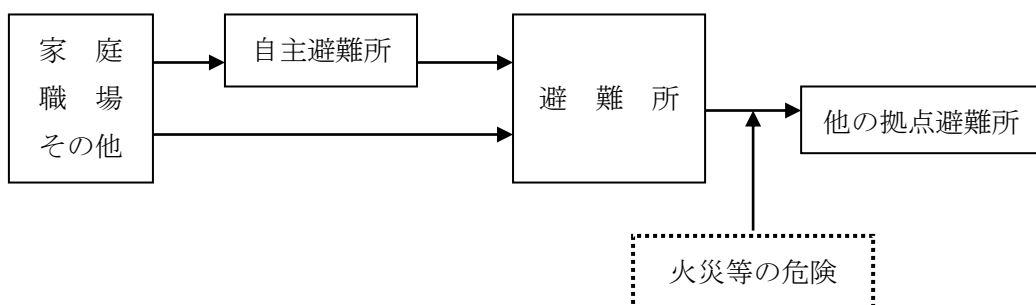 家　庭
職　場
その他
自主避難所
避　難　所
他の拠点避難所
火災等の危険